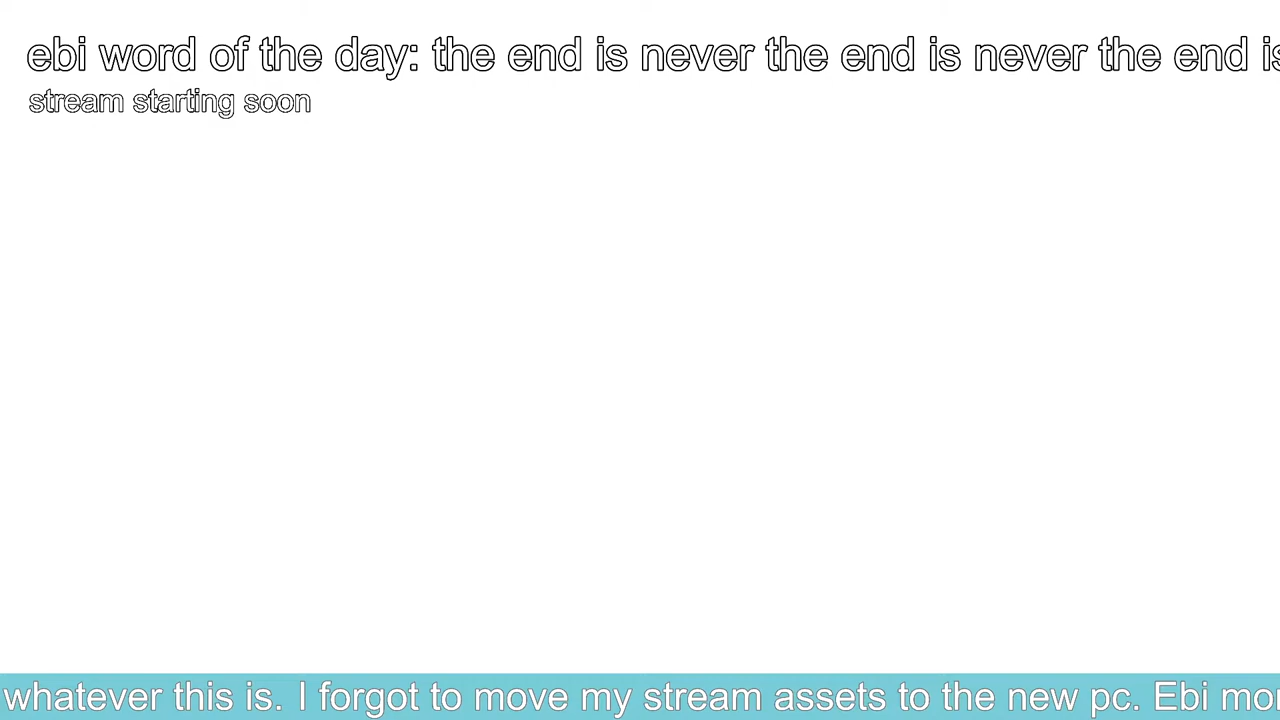 ebi word of the day: the end is never the end is never the end is
stream starting soon
whatever this is. I forgot to move my stream assets to the new pc. Ebi